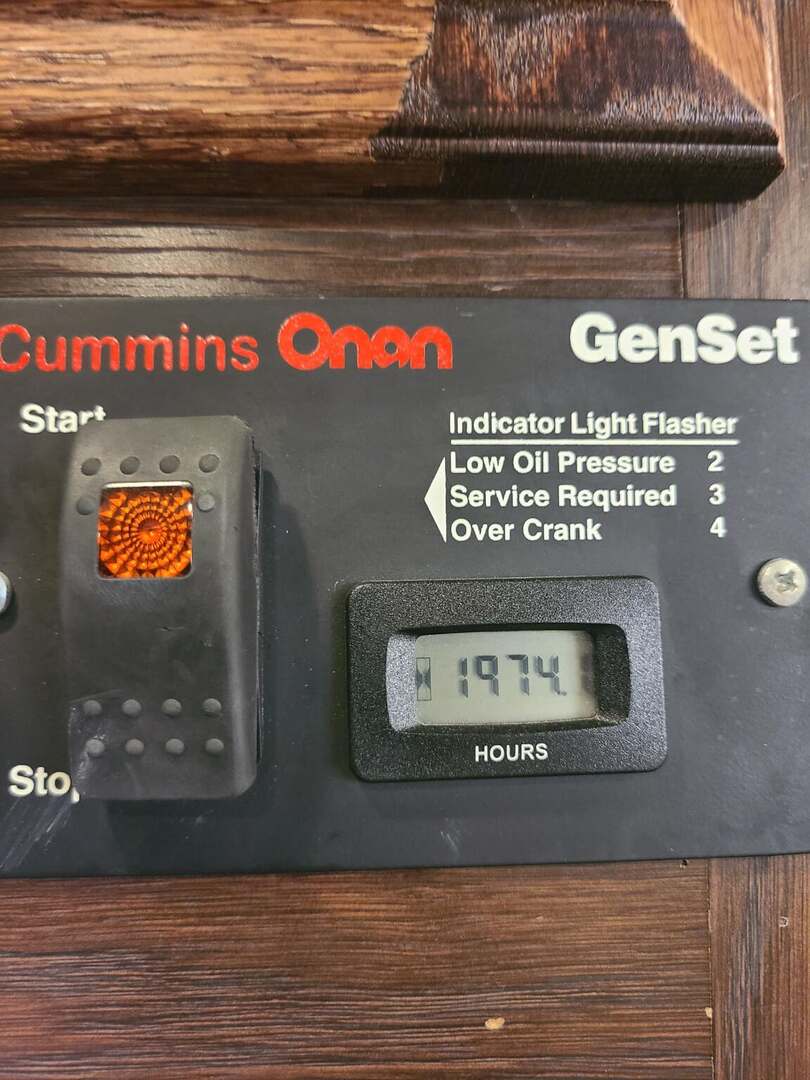 Cummins Onan GenSet
Start
Indicator Light Flasher
Low Oil Pressure 2
Service Required 3
Over Crank 4
1974.
HOURS
Stop